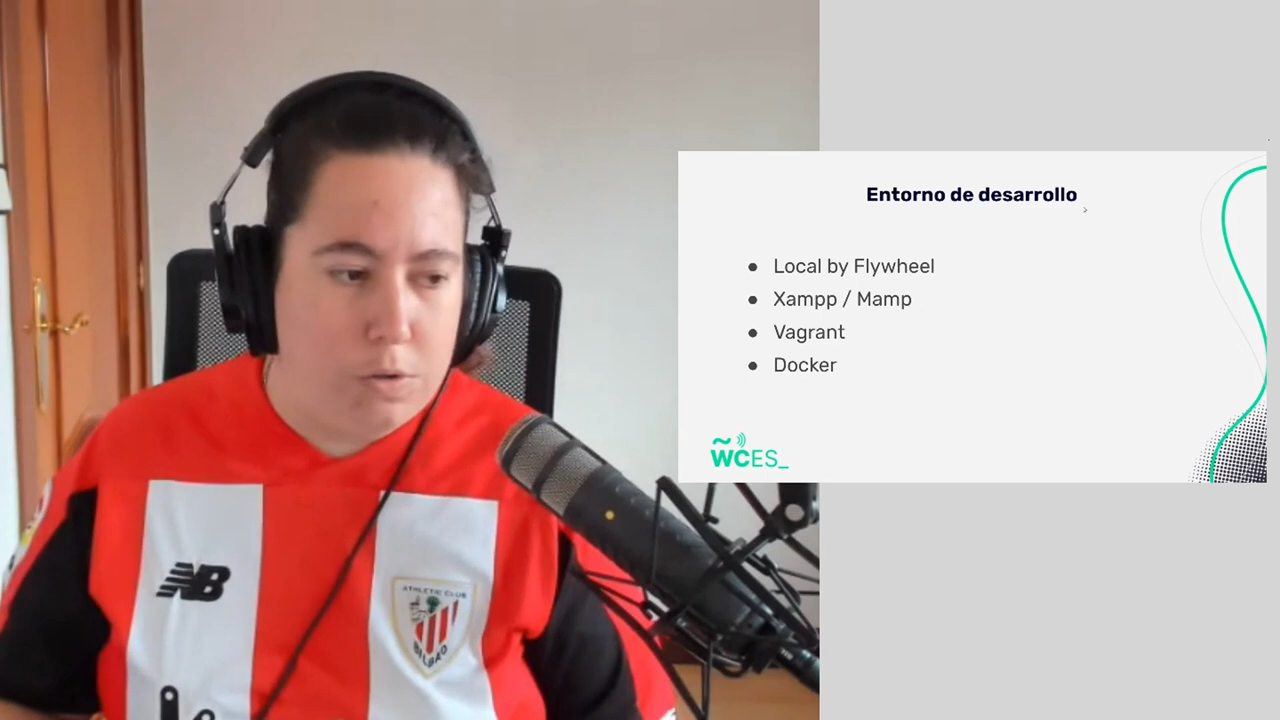 Entorno de desarrollo
● Local by Flywheel
● Xampp / Mamp
● Vagrant
● Docker
WCES_
NB
ATHLETIC CLUB
BILBAO